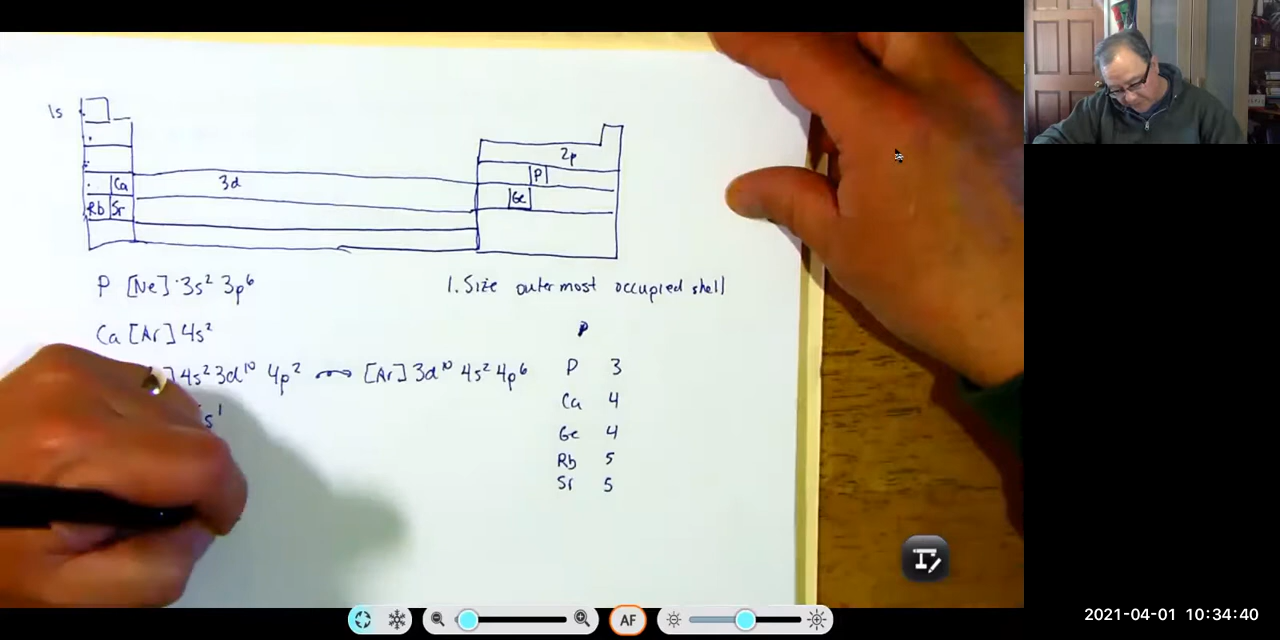 1s
2p
P
Ca 3d
Ge
Rb Sr
P [Ne] 3s² 3p⁶
1. Size outermost occupied shell
Ca [Ar] 4s²
P
] 4s² 3d¹⁰ 4p² [Ar] 3d¹⁰ 4s² 4p⁶
s¹
P 3
Ca 4
Ge 4
Rb 5
Sr 5
AF
2021-04-01 10:34:40